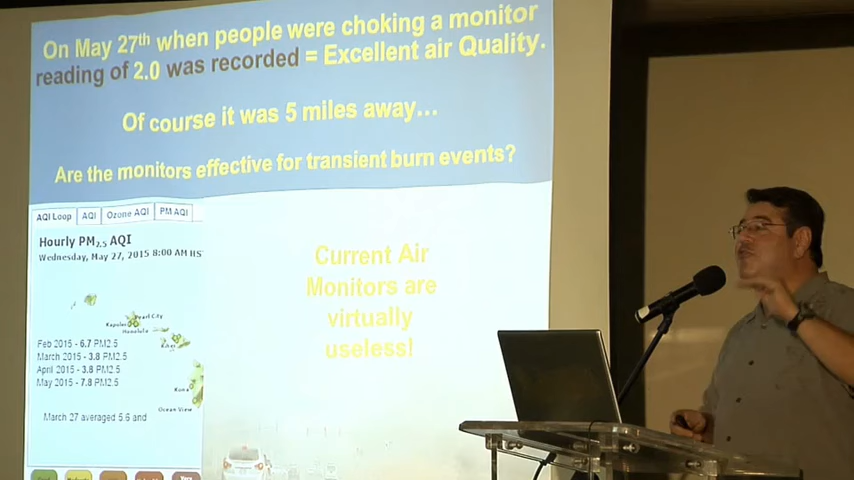 On May 27th when people were choking a monitor
reading of 2.0 was recorded = Excellent air Quality.
Of course it was 5 miles away...
Are the monitors effective for transient burn events?
AQI Loop AQI Ozone AQI PM AQI
Hourly PM2.5 AQI
Wednesday, May 27, 2015 8:00 AM HST
Pearl City
Kapolei
Honolulu
Kihei
Feb 2015 - 6.7 PM2.5
March 2015 - 3.8 PM2.5
April 2015 - 3.8 PM2.5
May 2015 - 7.8 PM2.5
Kona
Ocean View
March 27 averaged 5.6 and
Current Air
Monitors are
virtually
useless!